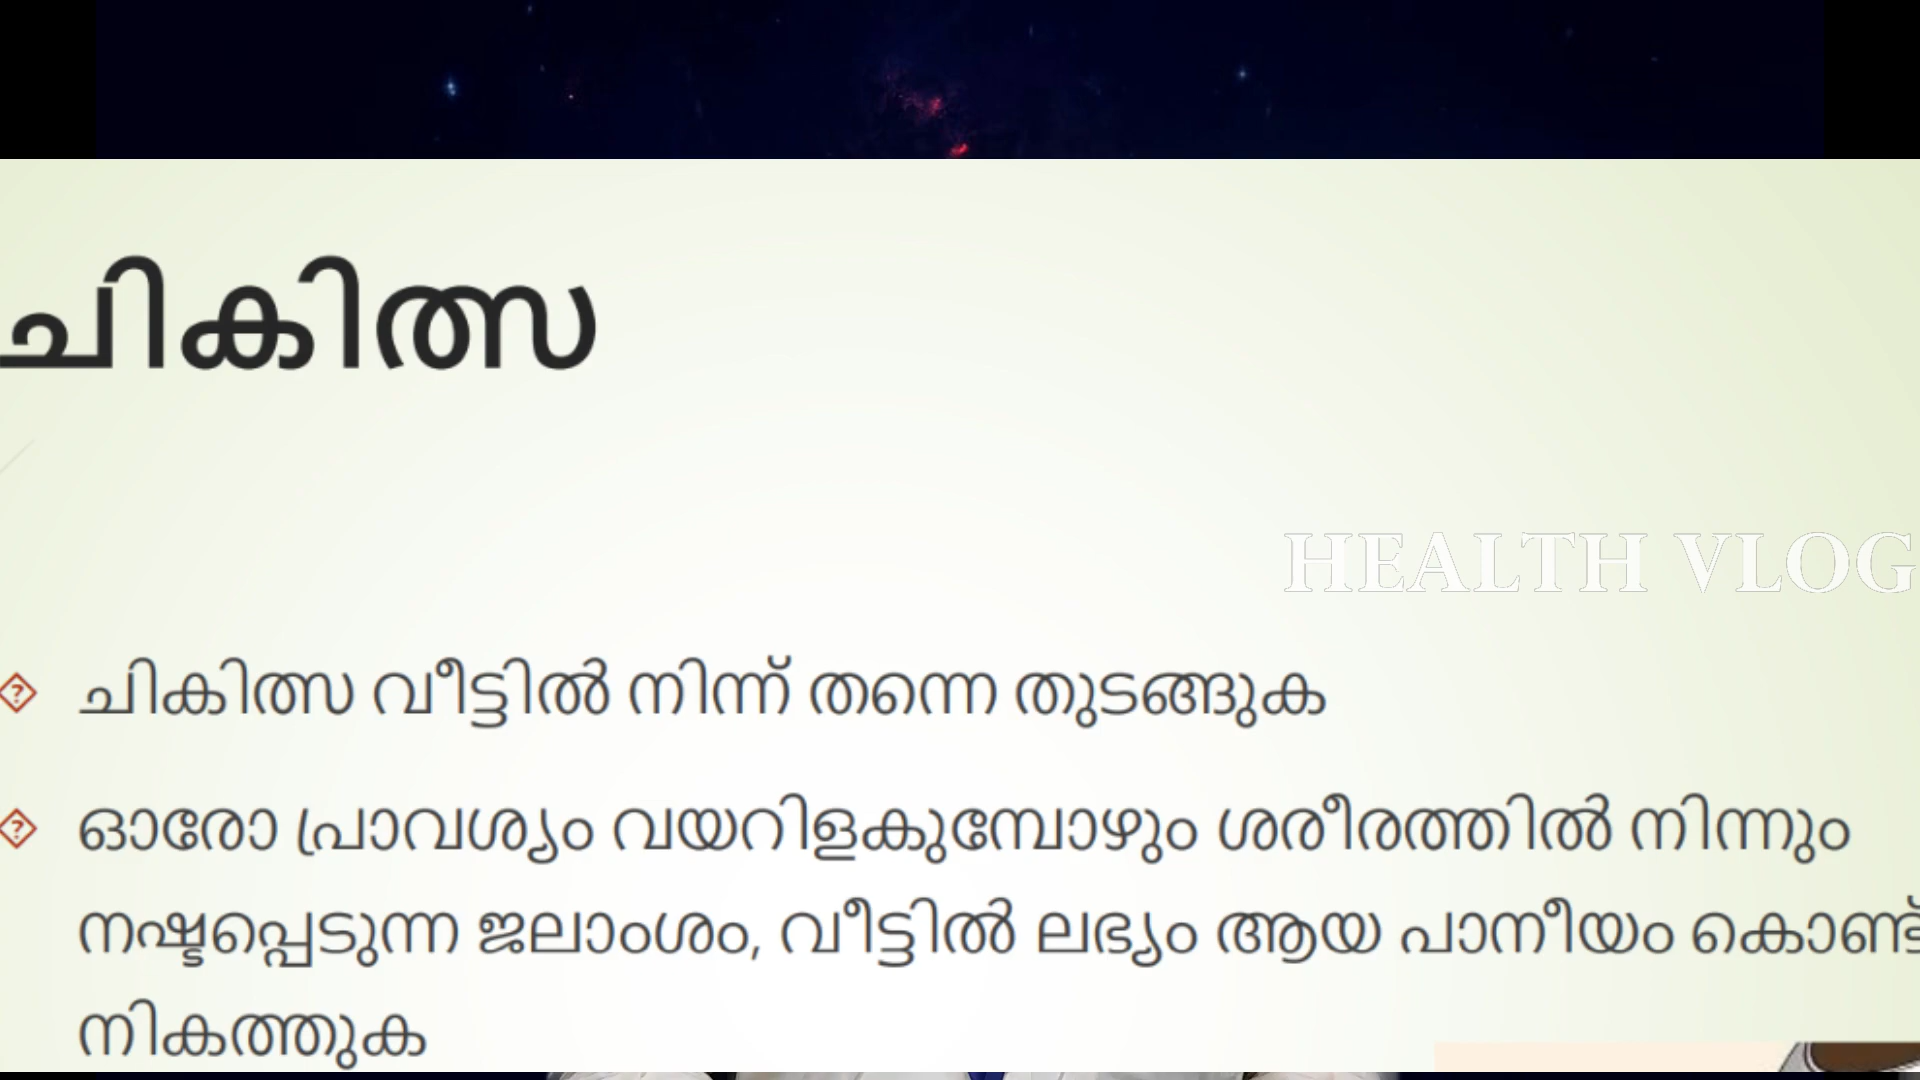 ചികിത്സ
HEALTH VLOG
ചികിത്സ വീട്ടിൽ നിന്ന് തന്നെ തുടങ്ങുക
ഓരോ പ്രാവശ്യം വയറിളകുമ്പോഴും ശരീരത്തിൽ നിന്നും
നഷ്ടപ്പെടുന്ന ജലാംശം, വീട്ടിൽ ലഭ്യം ആയ പാനീയം കൊണ്ട്
നികത്തുക